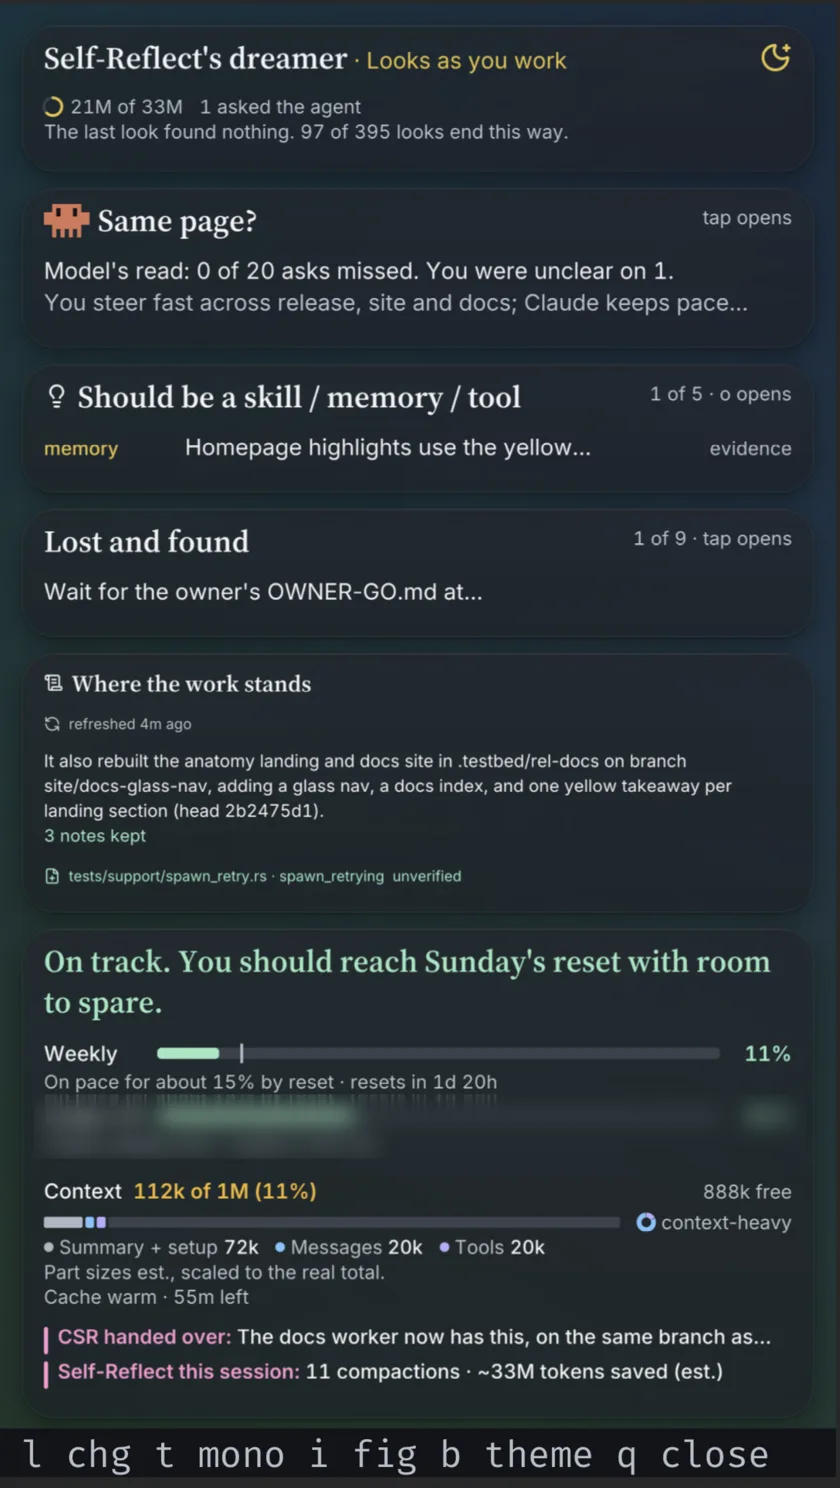 Self-Reflect's dreamer · Looks as you work
21M of 33M 1 asked the agent
The last look found nothing. 97 of 395 looks end this way.
Same page? tap opens
Model's read: 0 of 20 asks missed. You were unclear on 1.
You steer fast across release, site and docs; Claude keeps pace...
Should be a skill / memory / tool 1 of 5 · o opens
memory Homepage highlights use the yellow... evidence
Lost and found 1 of 9 · tap opens
Wait for the owner's OWNER-GO.md at...
Where the work stands
refreshed 4m ago
It also rebuilt the anatomy landing and docs site in .testbed/rel-docs on branch
site/docs-glass-nav, adding a glass nav, a docs index, and one yellow takeaway per
landing section (head 2b2475d1).
3 notes kept
tests/support/spawn_retry.rs · spawn_retrying unverified
On track. You should reach Sunday's reset with room
to spare.
Weekly 11%
On pace for about 15% by reset · resets in 1d 20h
Context 112k of 1M (11%) 888k free
context-heavy
Summary + setup 72k Messages 20k Tools 20k
Part sizes est., scaled to the real total.
Cache warm · 55m left
CSR handed over: The docs worker now has this, on the same branch as...
Self-Reflect this session: 11 compactions · ~33M tokens saved (est.)
l chg t mono i fig b theme q close